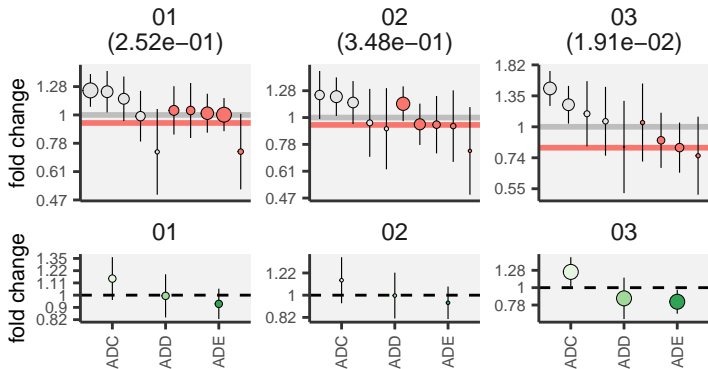 01
(2.52e−01)
02
(3.48e−01)
03
(1.91e−02)
fold change
1.28
1
0.78
0.61
0.47
1.28
1
0.78
0.61
0.47
1.82
1.35
1
0.74
0.55
01
02
03
fold change
1.35
1.22
1.11
1
0.9
0.82
1.22
1
0.82
1.28
1
0.78
ADC
ADD
ADE
ADC
ADD
ADE
ADC
ADD
ADE